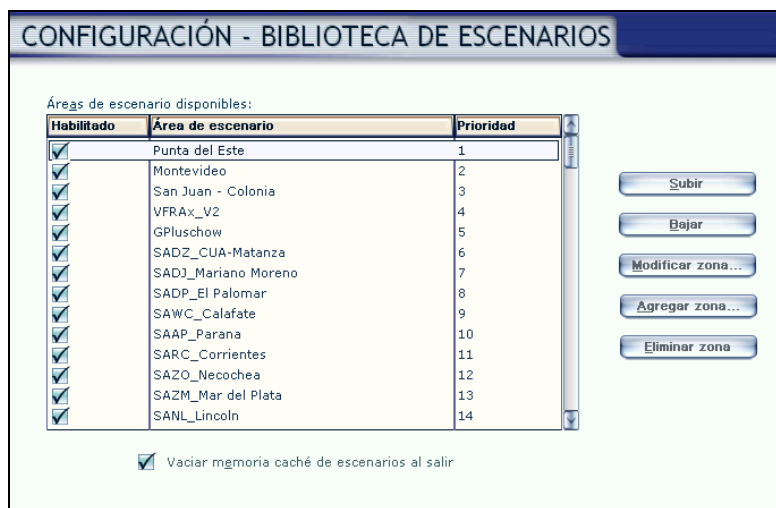 CONFIGURACIÓN - BIBLIOTECA DE ESCENARIOS
Áreas de escenario disponibles:
Habilitado Área de escenario Prioridad
Punta del Este 1
Montevideo 2
San Juan - Colonia 3
VFRAx_V2 4
GPluschow 5
SADZ_CUA-Matanza 6
SADJ_Mariano Moreno 7
SADP_El Palomar 8
SAWC_Calafate 9
SAAP_Parana 10
SARC_Corrientes 11
SAZO_Necochea 12
SAZM_Mar del Plata 13
SANL_Lincoln 14
Subir
Bajar
Modificar zona...
Agregar zona...
Eliminar zona
Vaciar memoria caché de escenarios al salir